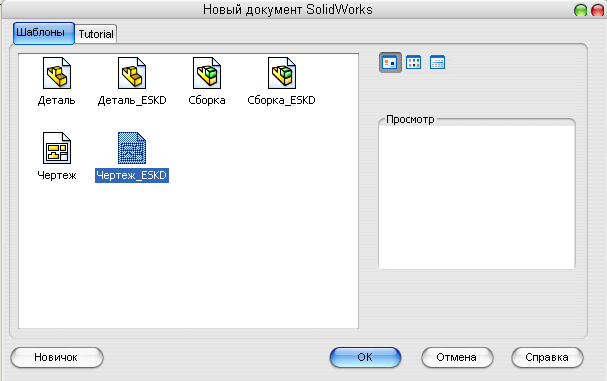 Новый документ SolidWorks
Шаблоны Tutorial
Деталь Деталь_ESKD Сборка Сборка_ESKD
Просмотр
Чертеж Чертеж_ESKD
Новичок OK Отмена Справка